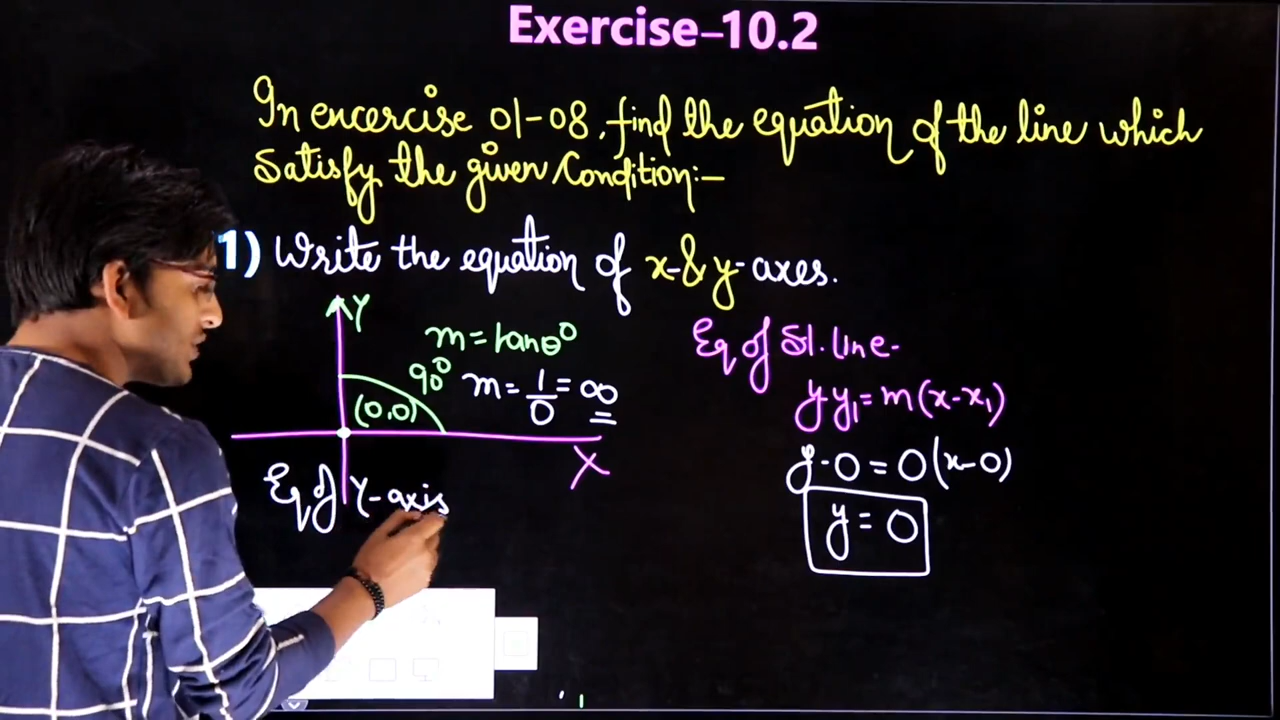 Exercise–10.2
In encercise 01-08, find the equation of the line which
satisfy the given Condition:–
1) Write the equation of x-& y-axes.
Y
m = tanθ°
90°
m = 1/0 = ∞
(0,0)
X
Eq of Y-axis
Eq of St. line-
y-y₁ = m(x-x₁)
y-0 = 0(x-0)
y = 0